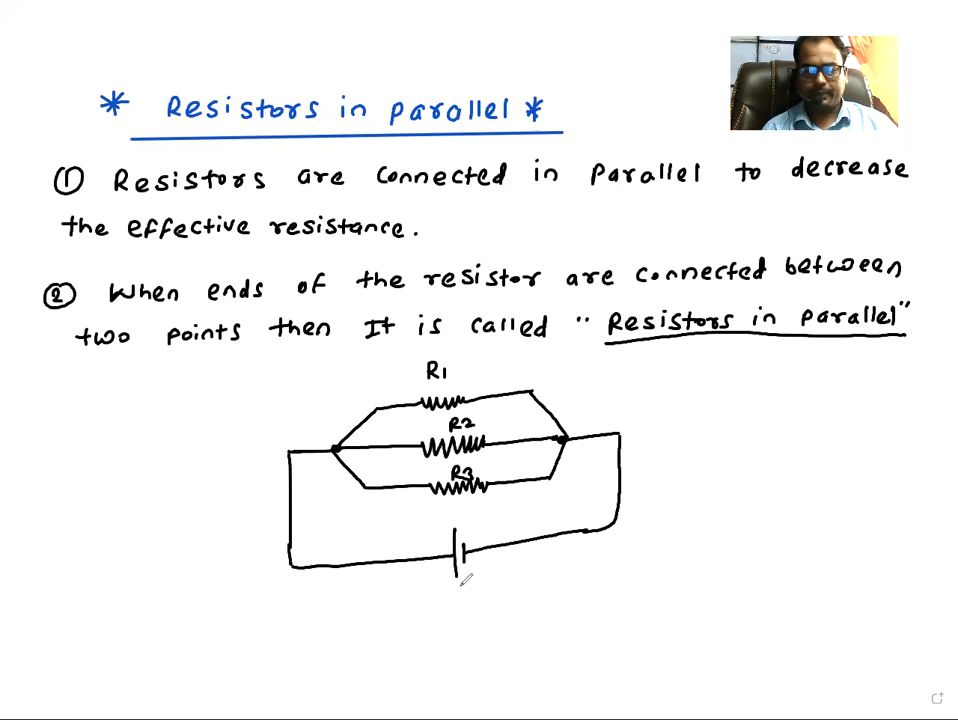 * Resistors in parallel *
① Resistors are connected in parallel to decrease
the effective resistance.
② When ends of the resistor are connected between
two points then It is called "Resistors in parallel"
R1
R2
R3